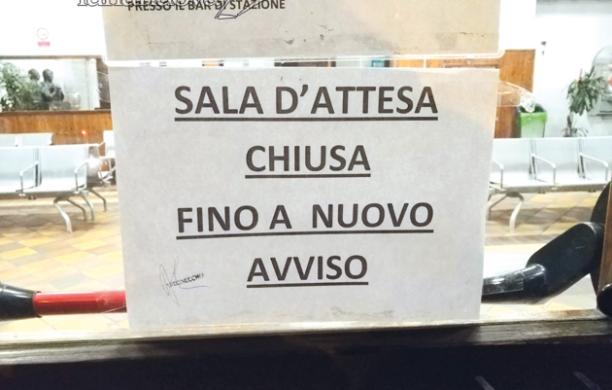 PRESSO IL BAR DI STAZIONE
SALA D'ATTESA
CHIUSA
FINO A NUOVO
AVVISO